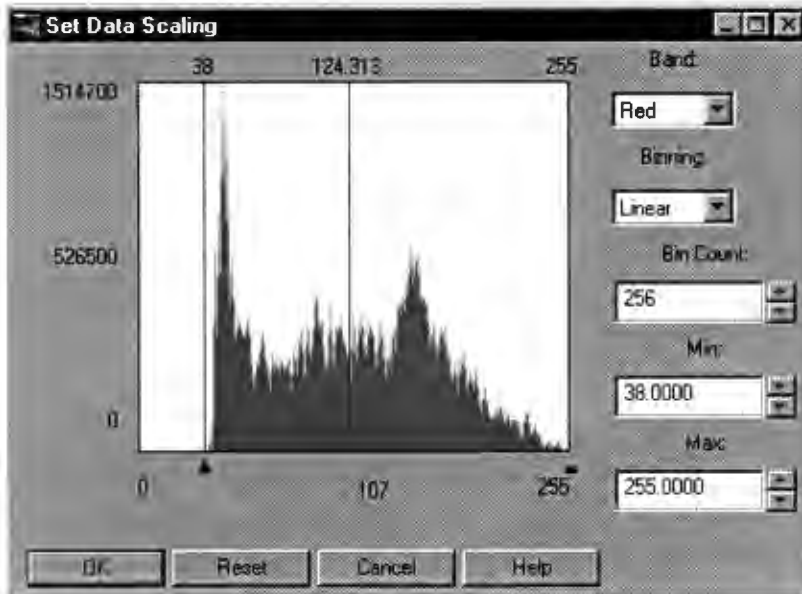 Set Data Scaling
38 124.313 255
1514700
526500
0
0 107 255
Band:
Red
Binning:
Linear
Bin Count:
256
Min:
38.0000
Max:
255.0000
OK Reset Cancel Help